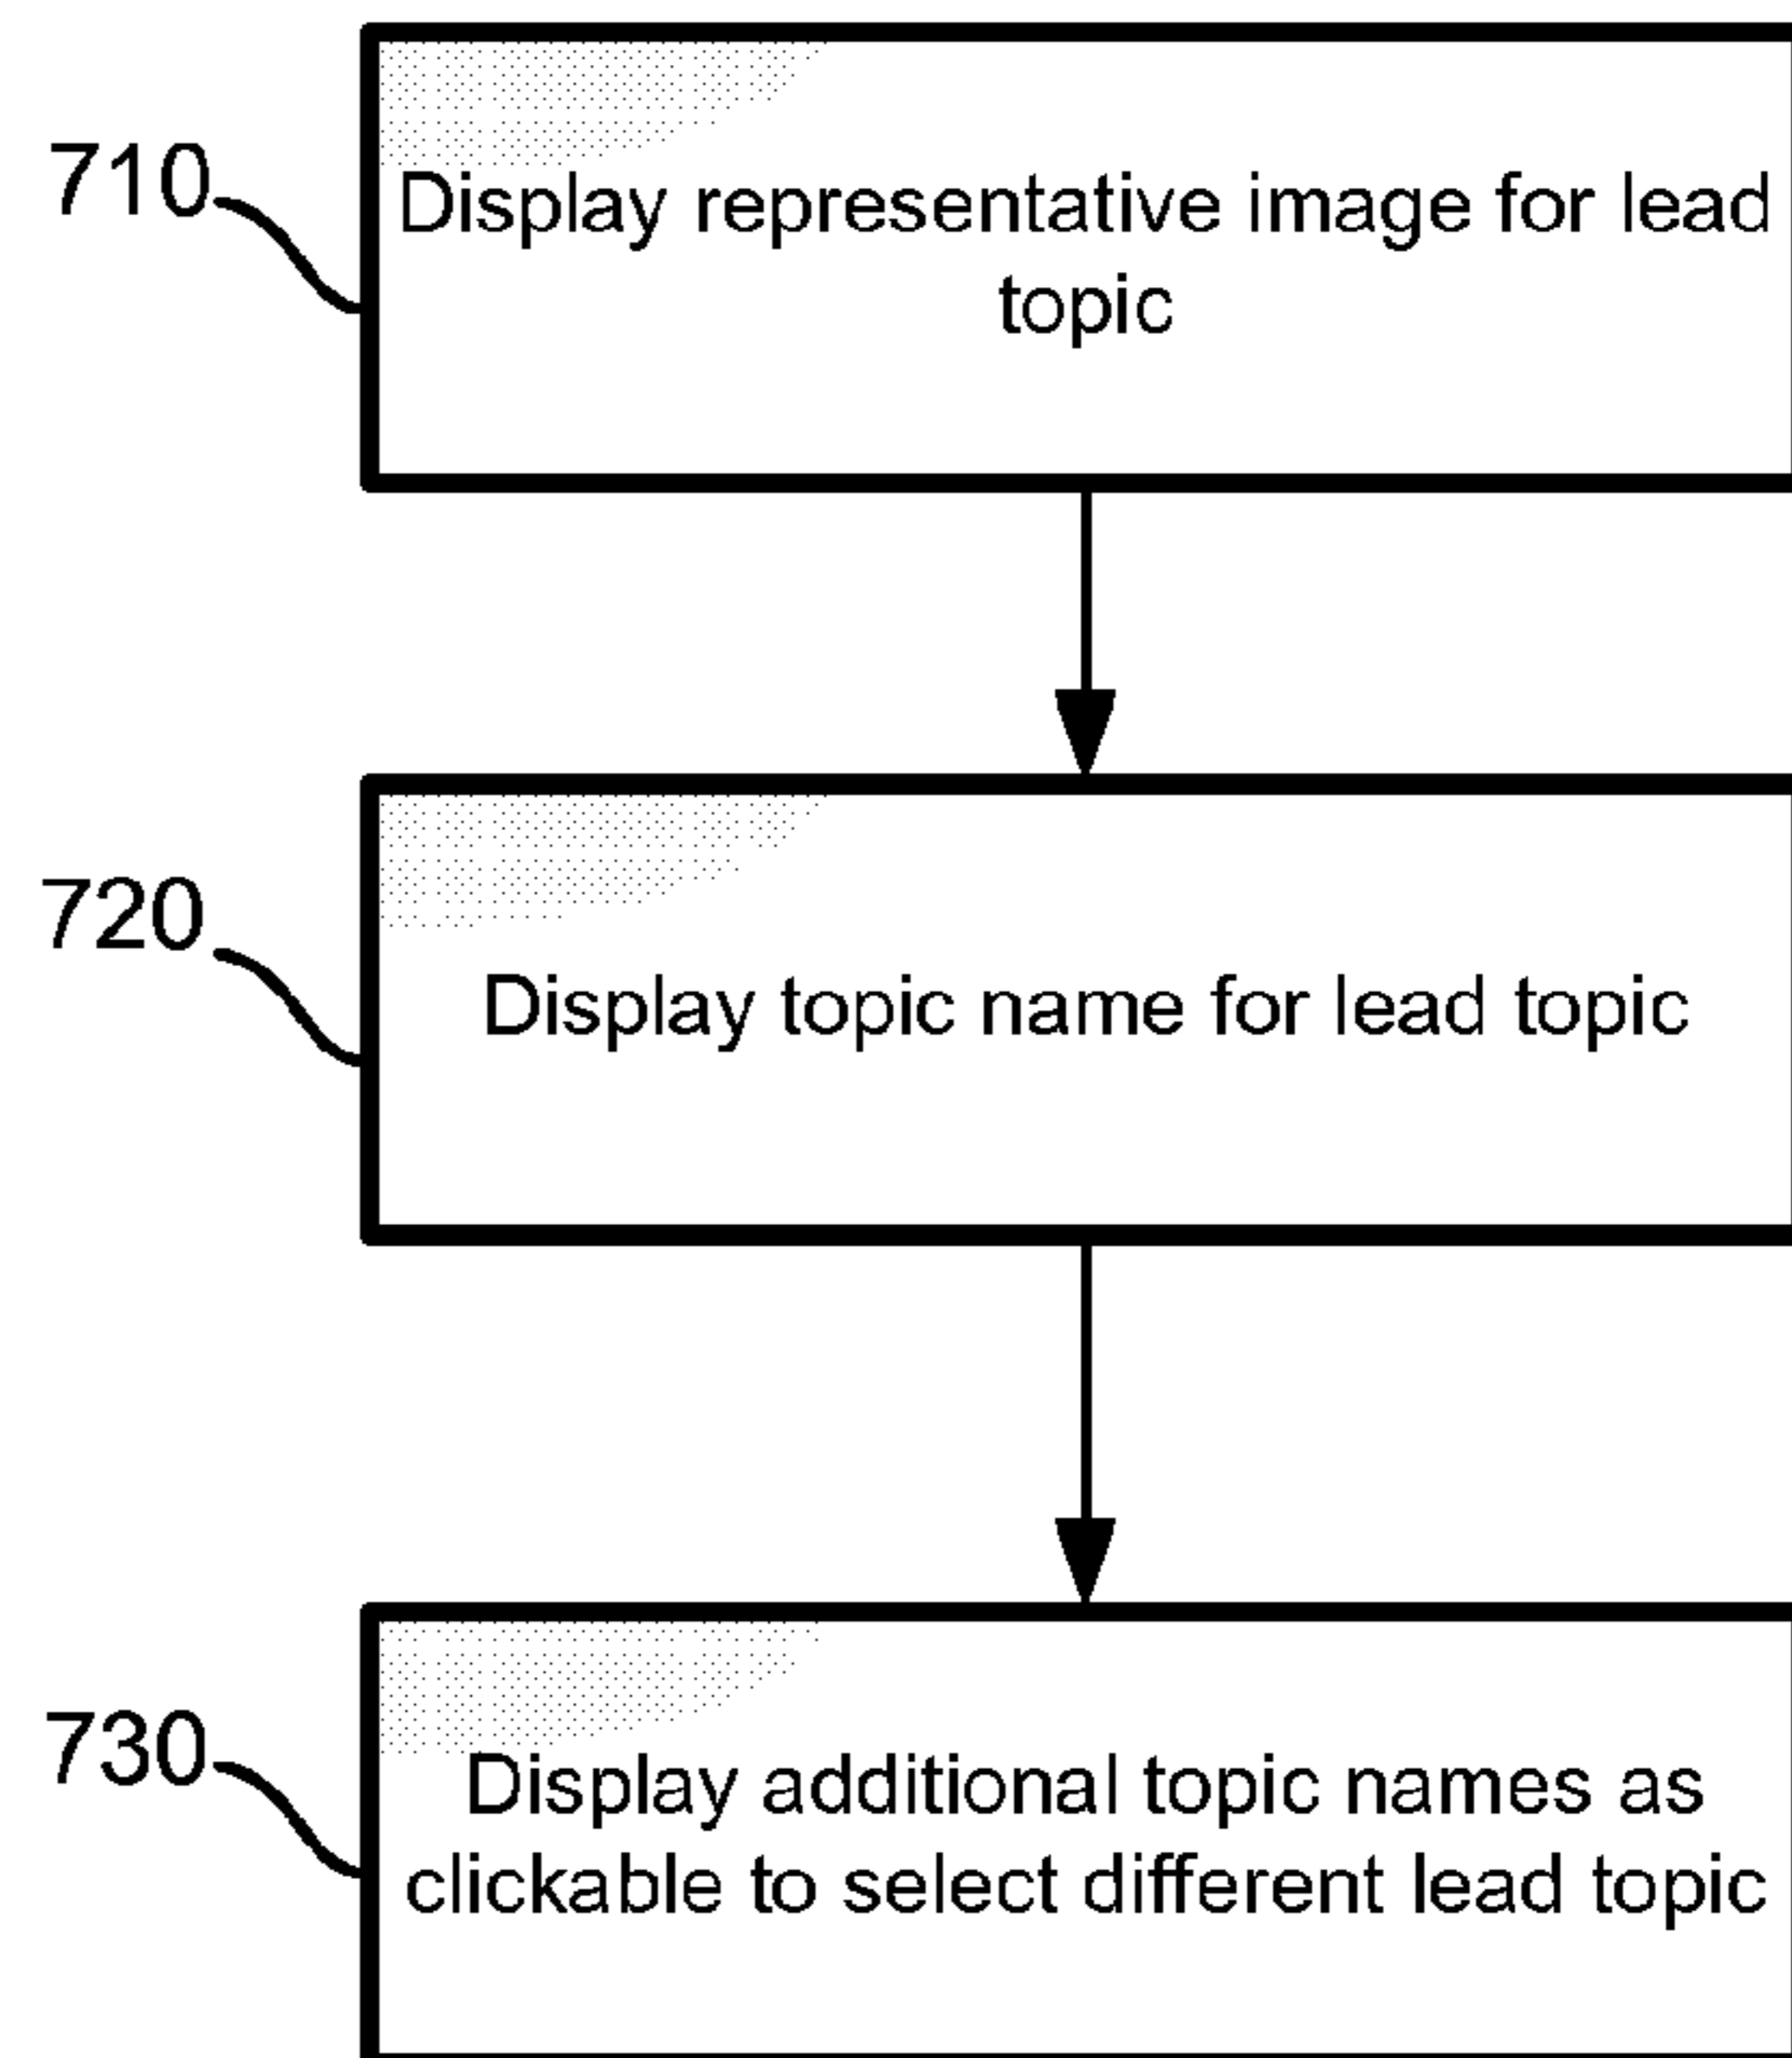 710
Display representative image for lead
topic
720
Display topic name for lead topic
730
Display additional topic names as
clickable to select different lead topic